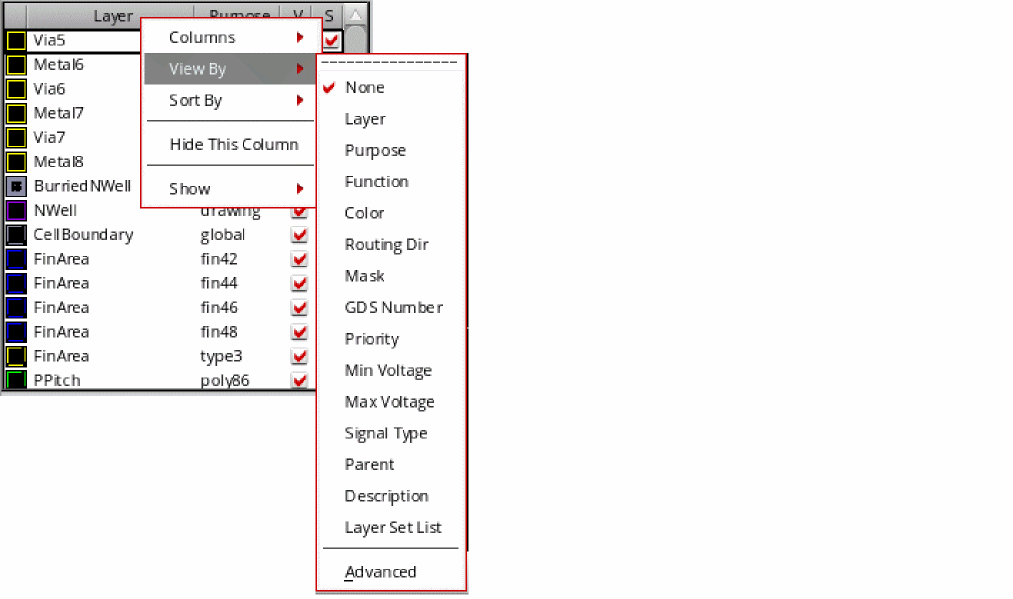 Layer Purpose V S
Via5
Metal6
Via6
Metal7
Via7
Metal8
BurriedNWell
NWell drawing
CellBoundary global
FinArea fin42
FinArea fin44
FinArea fin46
FinArea fin48
FinArea type3
PPitch poly86
Columns
View By
Sort By
Hide This Column
Show
None
Layer
Purpose
Function
Color
Routing Dir
Mask
GDS Number
Priority
Min Voltage
Max Voltage
Signal Type
Parent
Description
Layer Set List
Advanced